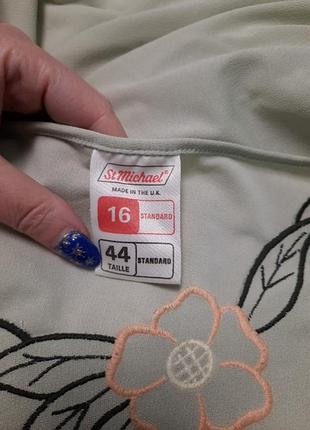 St Michael®
MADE IN THE U.K.
16 STANDARD
44 TAILLE STANDARD